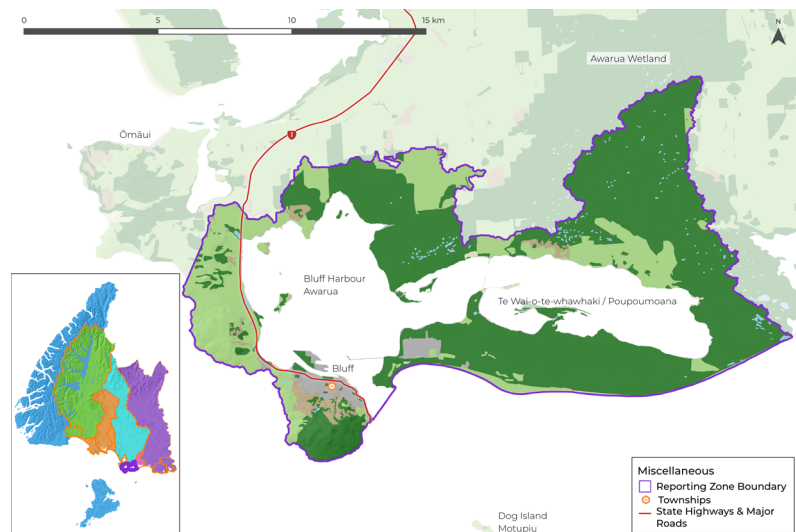 0
5
10
15 km
N
Awarua Wetland
Ōmāui
1
Bluff Harbour
Awarua
Te Wai-o-te-whawhaki / Poupoumoana
Bluff
Miscellaneous
Reporting Zone Boundary
Townships
State Highways & Major
Roads
Dog Island
Motupiu